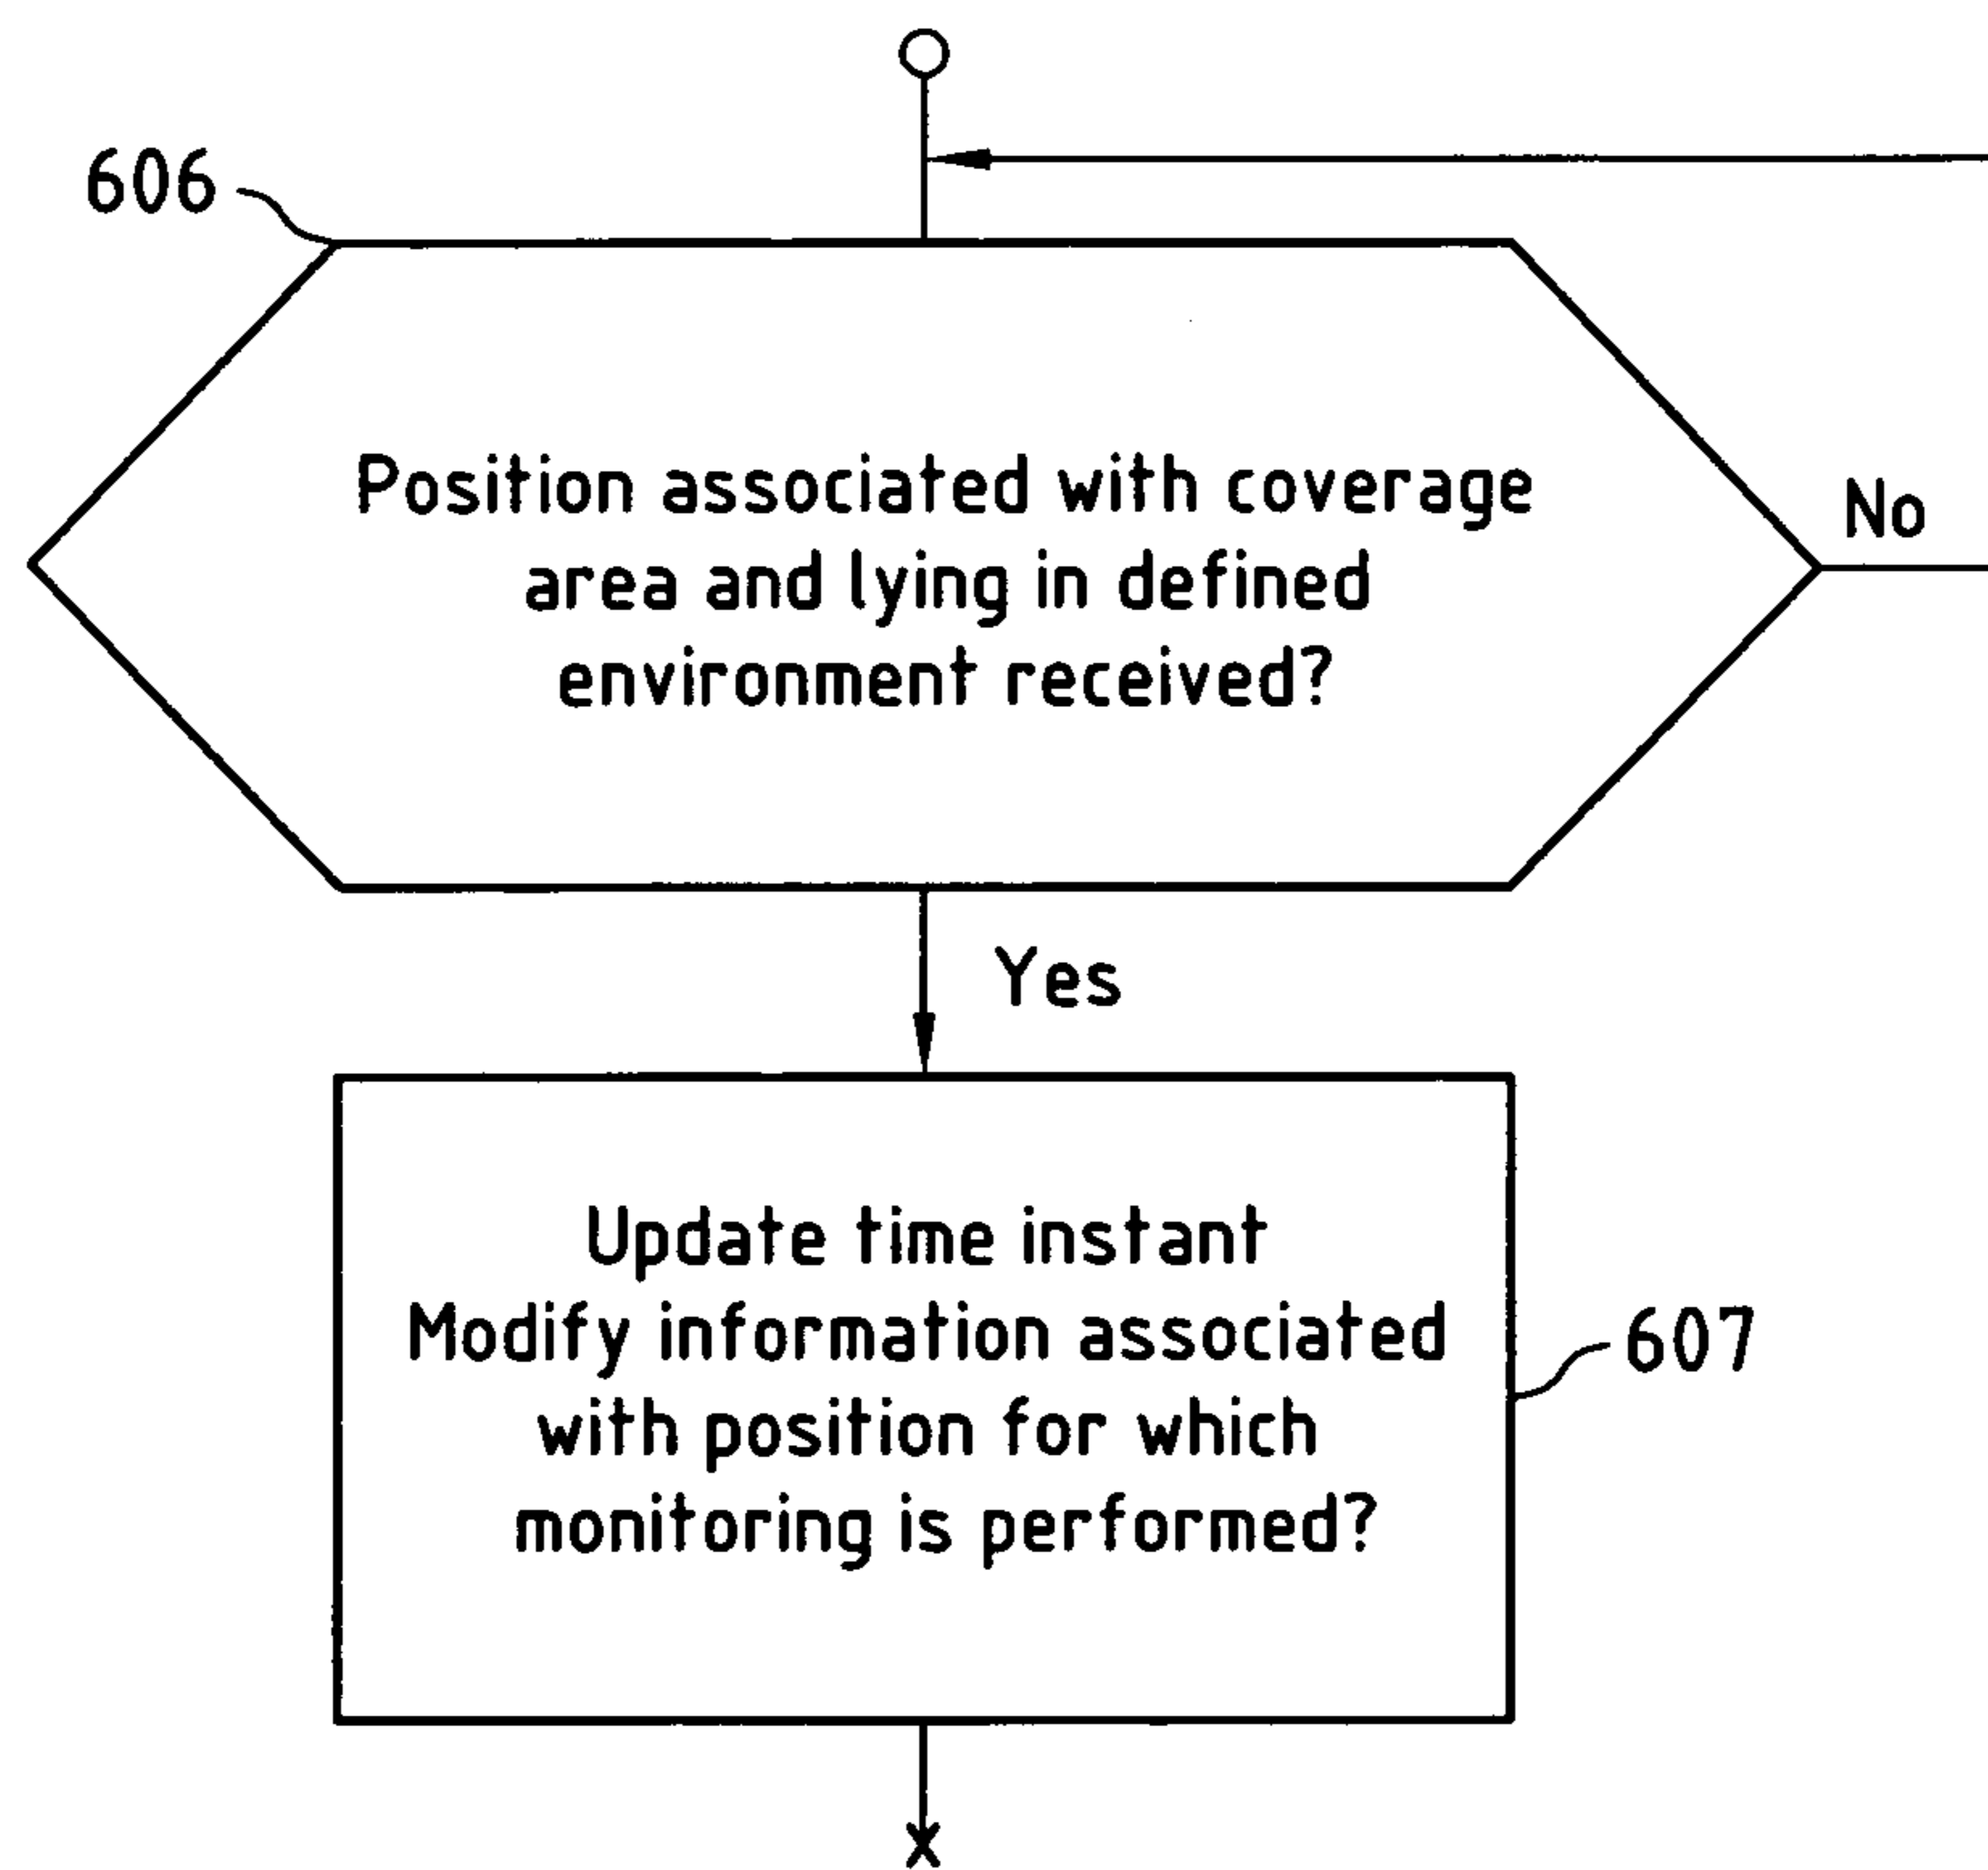 606
Position associated with coverage
area and lying in defined
environment received?
No
Yes
Update time instant
Modify information associated
with position for which
monitoring is performed?
607
X